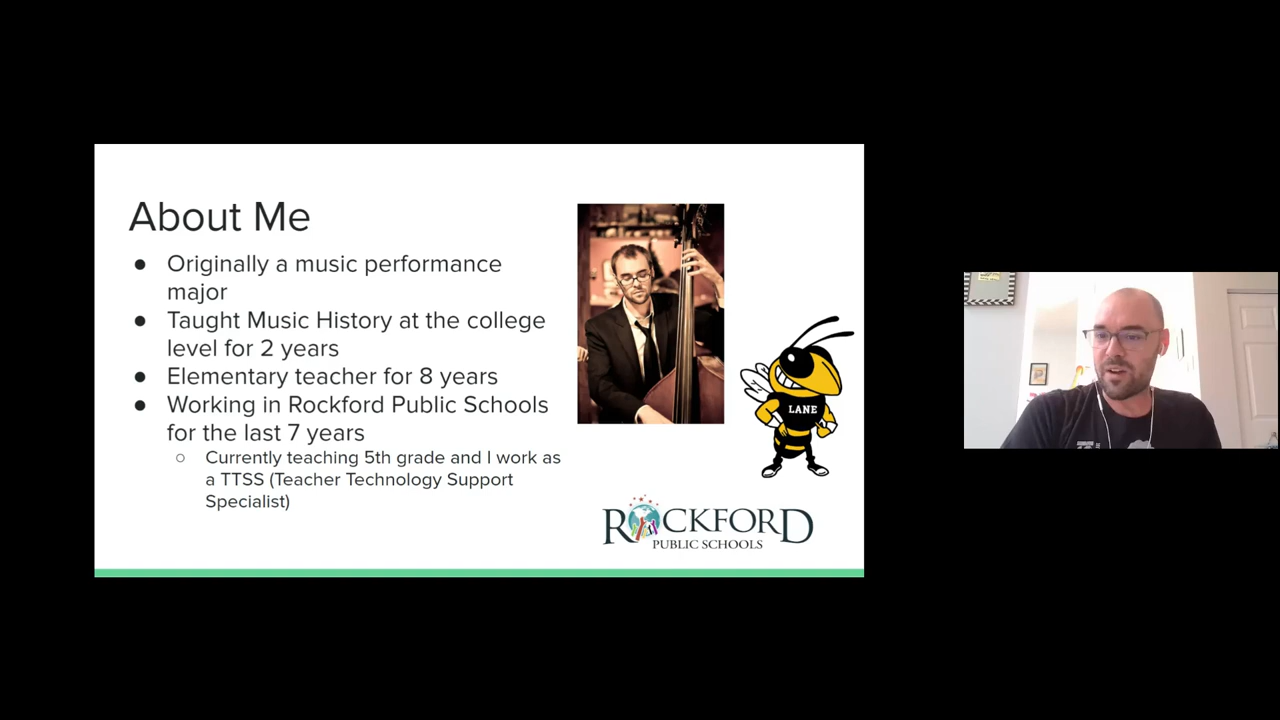 About Me
● Originally a music performance
major
● Taught Music History at the college
level for 2 years
● Elementary teacher for 8 years
● Working in Rockford Public Schools
for the last 7 years
○ Currently teaching 5th grade and I work as
a TTSS (Teacher Technology Support
Specialist)
LANE
ROCKFORD
PUBLIC SCHOOLS